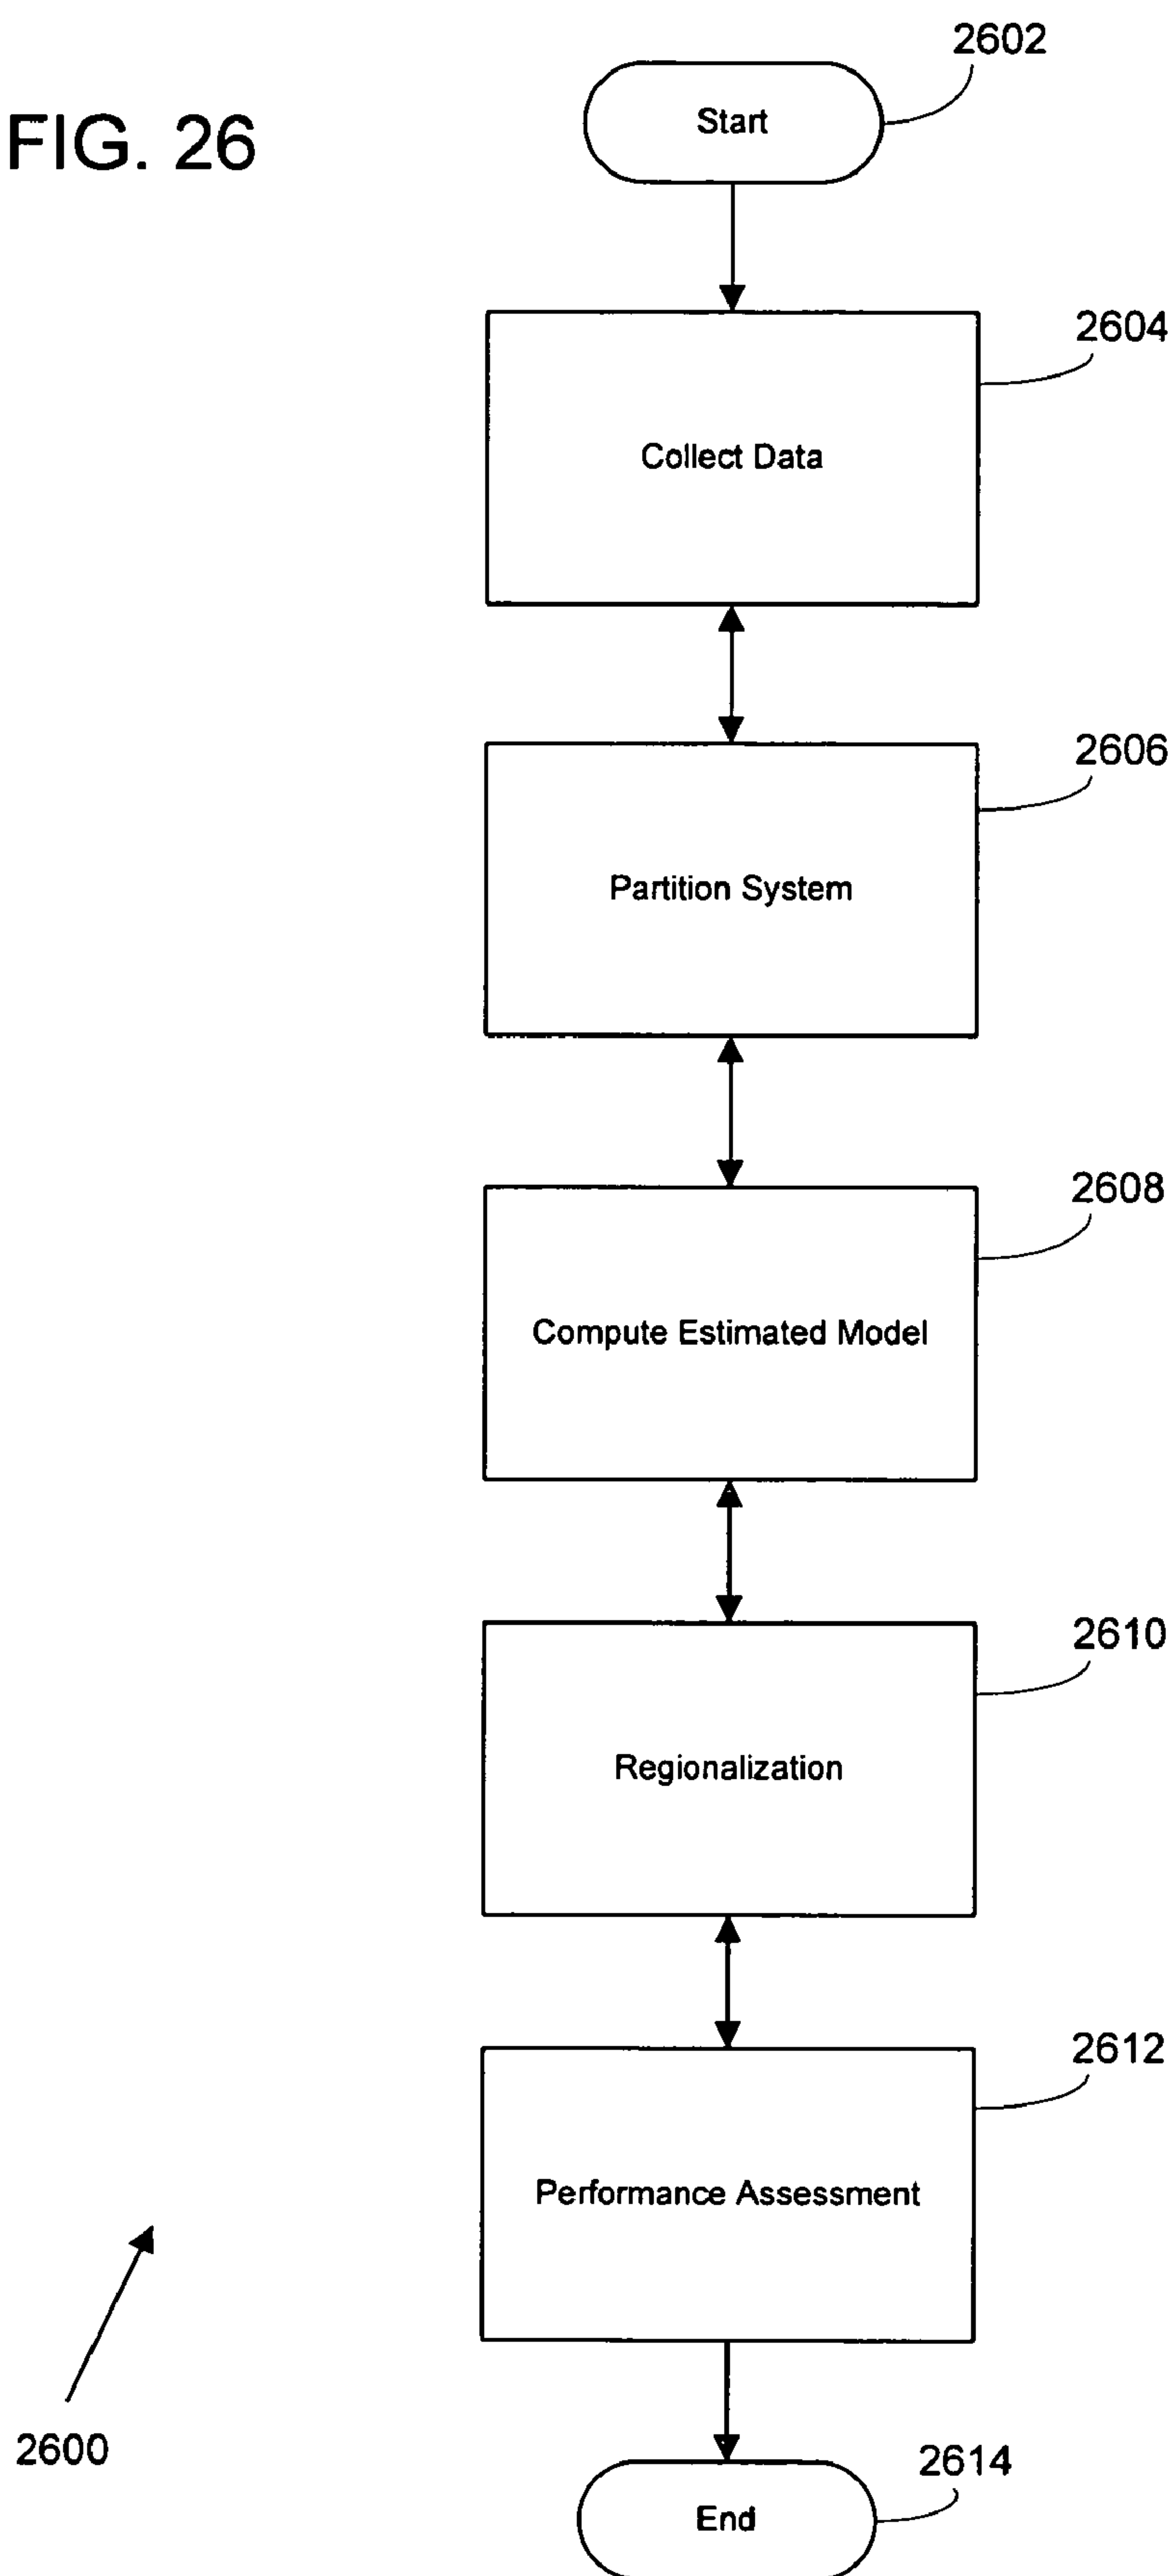 2602
Start
FIG. 26
2604
Collect Data
2606
Partition System
2608
Compute Estimated Model
2610
Regionalization
2612
Performance Assessment
2600
2614
End